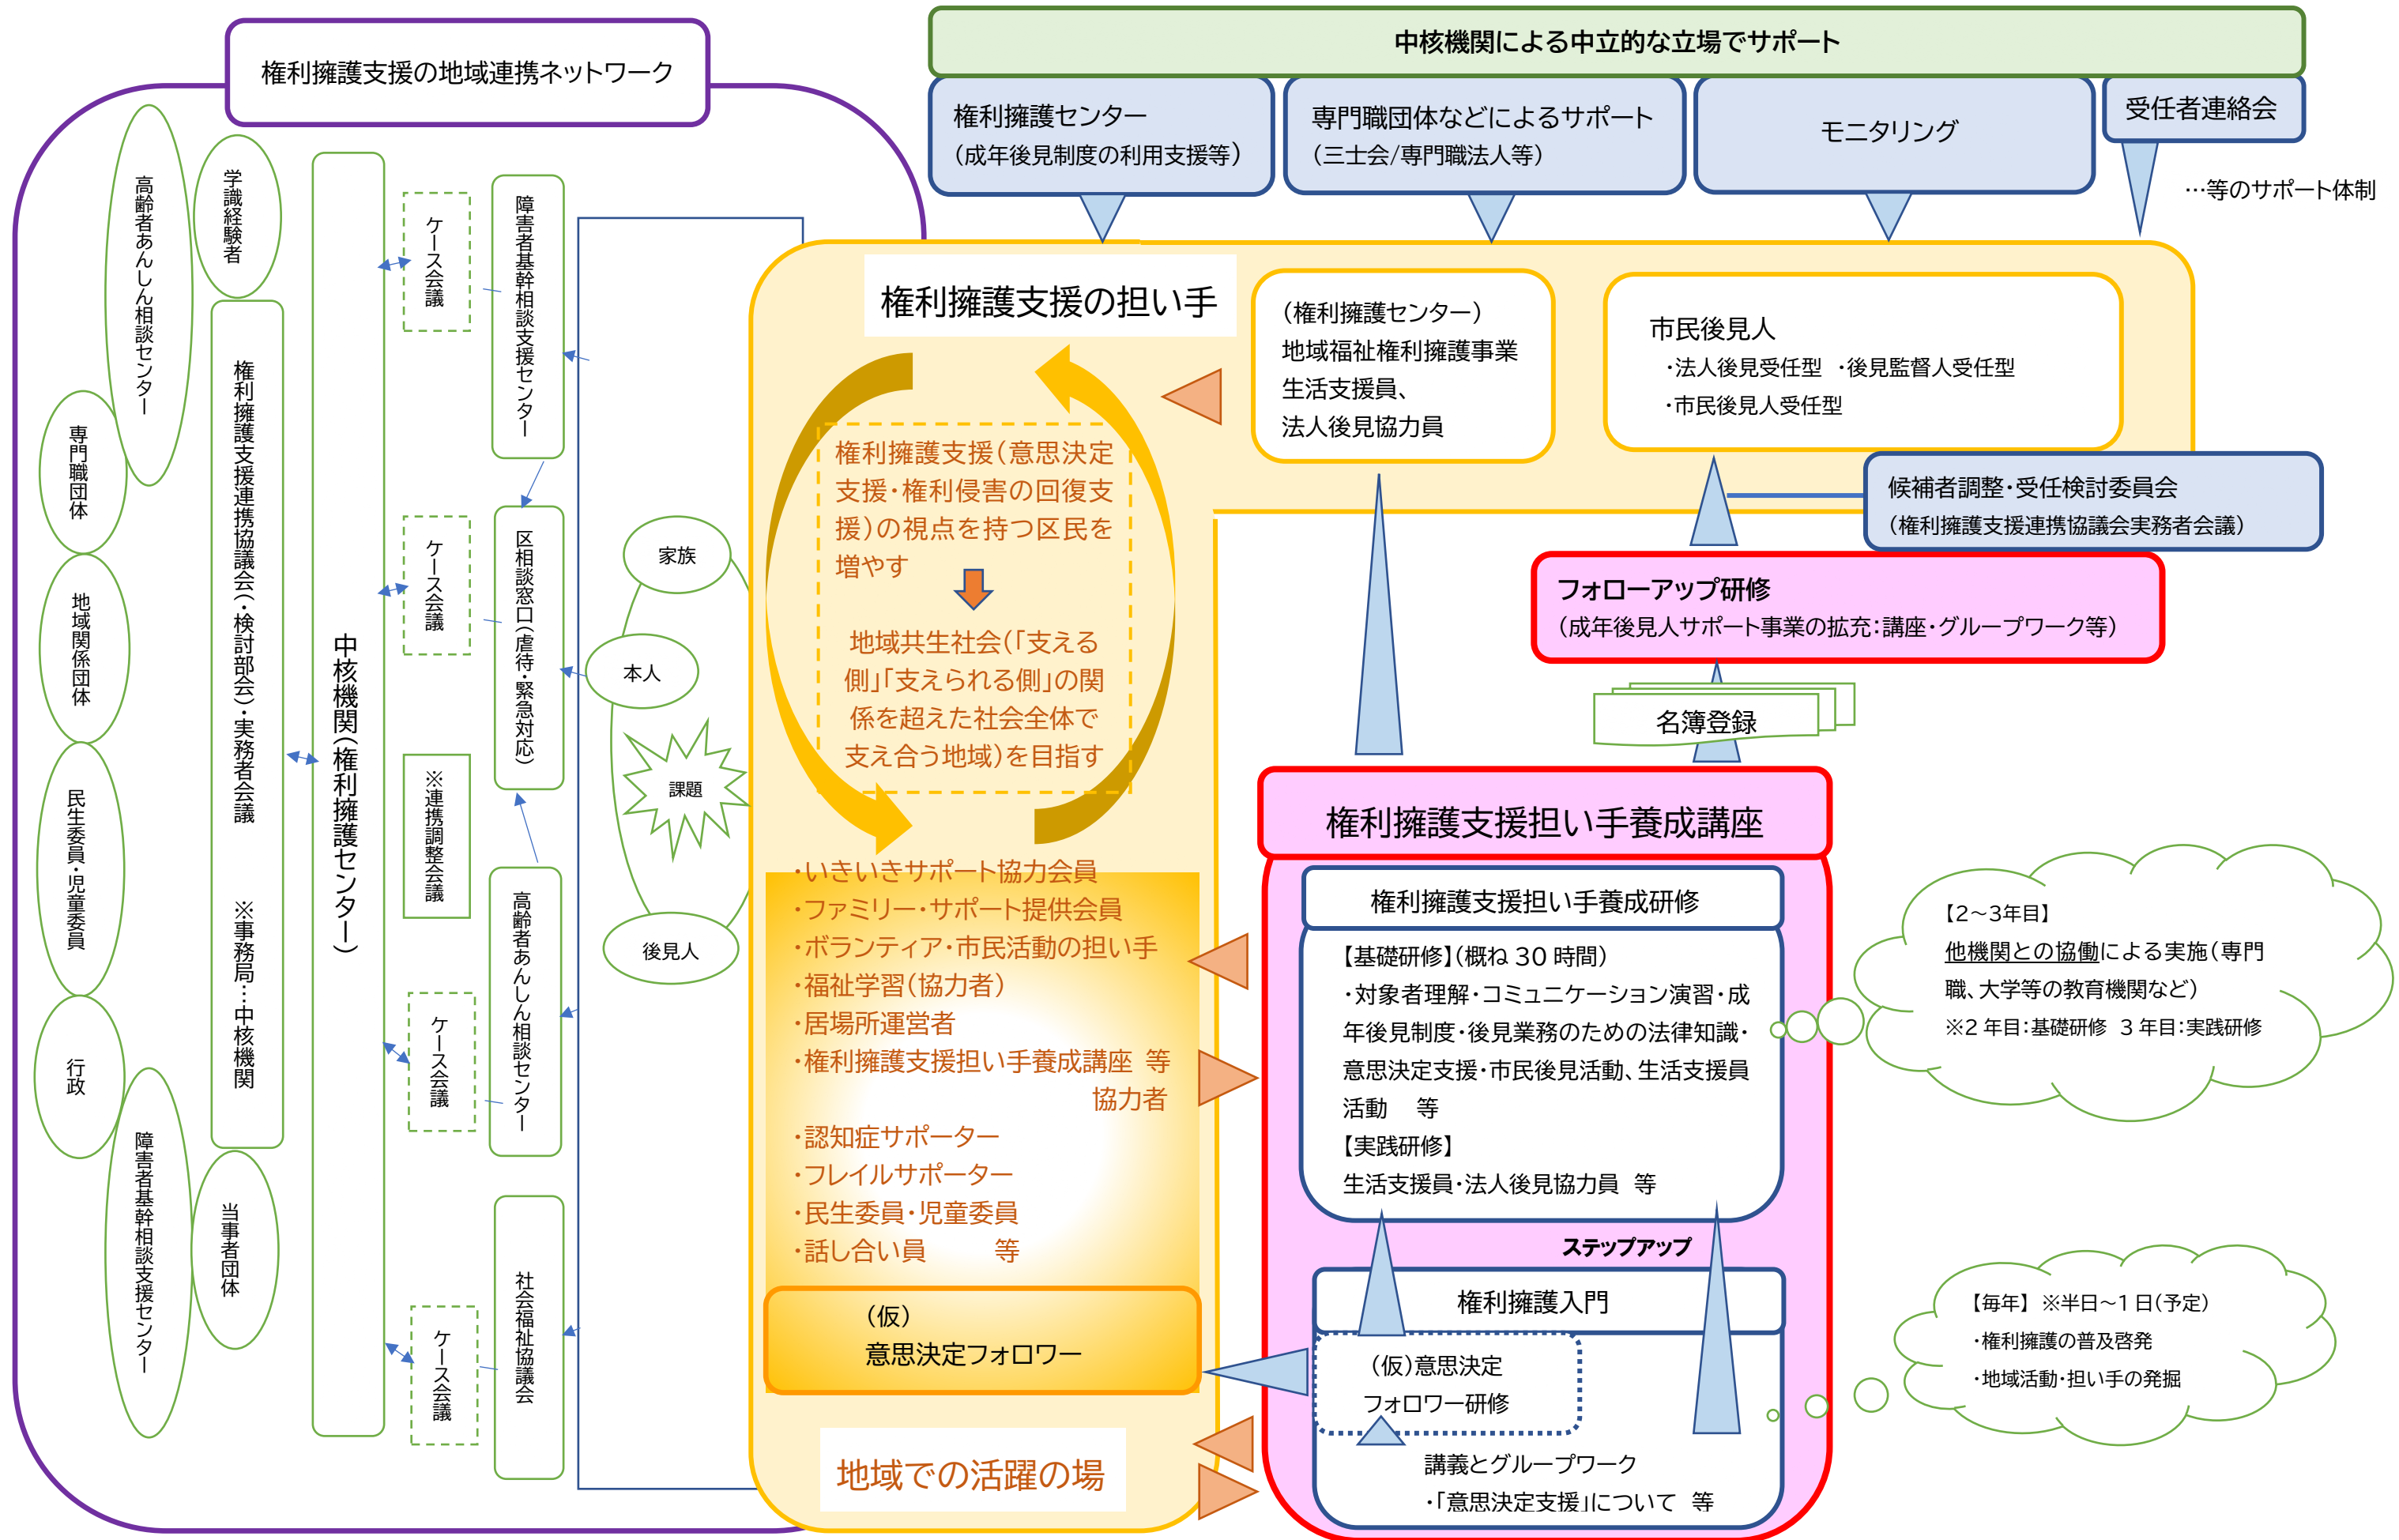 権利擁護支援の地域連携ネットワーク
高齢者あんしん相談センター
学識経験者
専門職団体
地域関係団体
民生委員・児童委員
行政
障害者基幹相談支援センター
当事者団体
権利擁護支援連携協議会(・検討部会)・実務者会議　※事務局…中核機関
中核機関(権利擁護センター)
ケース会議
ケース会議
※連携調整会議
ケース会議
ケース会議
障害者基幹相談支援センター
区相談窓口(虐待・緊急対応)
高齢者あんしん相談センター
社会福祉協議会
家族
本人
課題
後見人
中核機関による中立的な立場でサポート
権利擁護センター
(成年後見制度の利用支援等)
専門職団体などによるサポート
(三士会/専門職法人等)
モニタリング
受任者連絡会
…等のサポート体制
権利擁護支援の担い手
(権利擁護センター)
地域福祉権利擁護事業
生活支援員、
法人後見協力員
市民後見人
・法人後見受任型　・後見監督人受任型
・市民後見人受任型
候補者調整・受任検討委員会
(権利擁護支援連携協議会実務者会議)
権利擁護支援(意思決定
支援・権利侵害の回復支
援)の視点を持つ区民を
増やす
地域共生社会(「支える
側」「支えられる側」の関
係を超えた社会全体で
支え合う地域)を目指す
・いきいきサポート協力会員
・ファミリー・サポート提供会員
・ボランティア・市民活動の担い手
・福祉学習(協力者)
・居場所運営者
・権利擁護支援担い手養成講座 等
協力者
・認知症サポーター
・フレイルサポーター
・民生委員・児童委員
・話し合い員　　等
(仮)
意思決定フォロワー
地域での活躍の場
フォローアップ研修
(成年後見人サポート事業の拡充：講座・グループワーク等)
名簿登録
権利擁護支援担い手養成講座
権利擁護支援担い手養成研修
【基礎研修】(概ね 30 時間)
・対象者理解・コミュニケーション演習・成
年後見制度・後見業務のための法律知識・
意思決定支援・市民後見活動、生活支援員
活動　等
【実践研修】
生活支援員・法人後見協力員　等
ステップアップ
権利擁護入門
(仮)意思決定
フォロワー研修
講義とグループワーク
・「意思決定支援」について　等
【2～3年目】
他機関との協働による実施(専門
職、大学等の教育機関など)
※2 年目：基礎研修　3 年目：実践研修
【毎年】 ※半日～1 日(予定)
・権利擁護の普及啓発
・地域活動・担い手の発掘